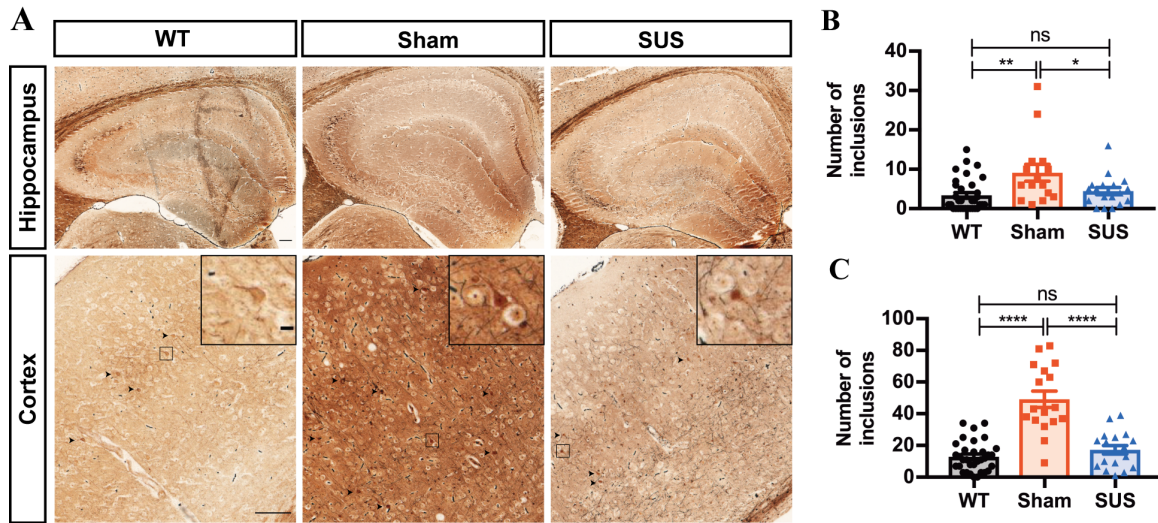 A
WT
Sham
SUS
Hippocampus
Cortex
B
ns
**
*
Number of
inclusions
40
30
20
10
0
WT
Sham
SUS
C
ns
****
****
Number of
inclusions
100
80
60
40
20
0
WT
Sham
SUS